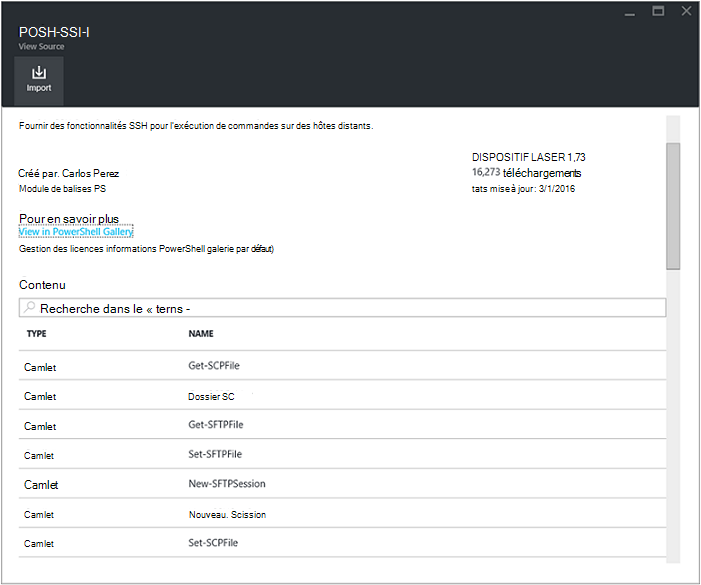 POSH-SSI-I
View Source
Import
Fournir des fonctionnalités SSH pour l'exécution de commandes sur des hôtes distants.
DISPOSITIF LASER 1,73
Créé par. Carlos Perez
16,273 téléchargements
Module de balises PS
tats mise à jour : 3/1/2016
Pour en savoir plus
View in PowerShell Gallery
Gestion des licences informations PowerShell galerie par défaut)
Contenu
Recherche dans le « terns -
TYPE NAME
Camlet Get-SCPFile
Camlet Dossier SC
Camlet Get-SFTPFile
Camlet Set-SFTPFile
Camlet New-SFTPSession
Camlet Nouveau. Scission
Camlet Set-SCPFile